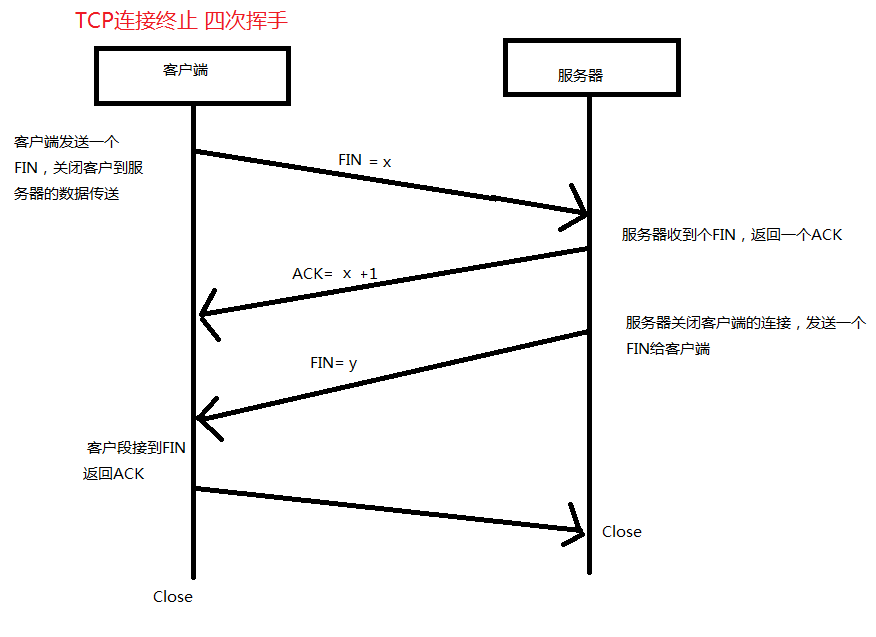 TCP连接终止 四次挥手
客户端
服务器
客户端发送一个
FIN，关闭客户到服
务器的数据传送
FIN = x
服务器收到个FIN，返回一个ACK
ACK= x +1
服务器关闭客户端的连接，发送一个
FIN给客户端
FIN= y
客户段接到FIN
返回ACK
Close
Close